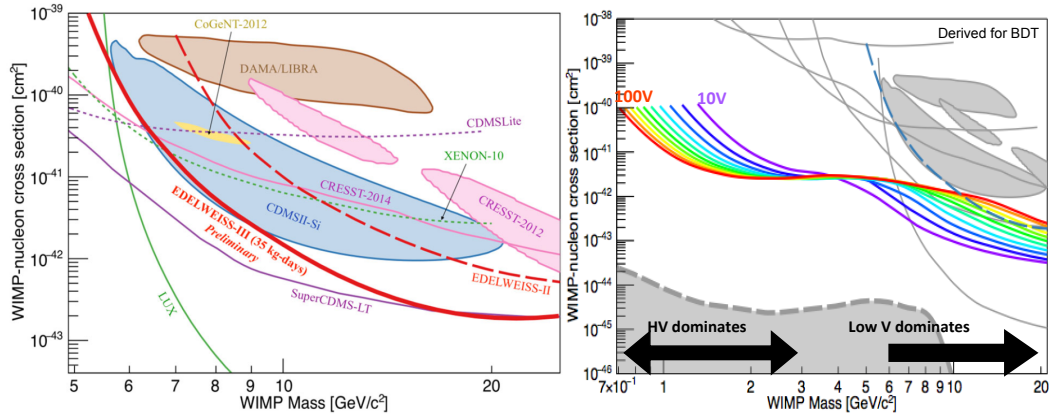 10⁻³⁹
10⁻⁴⁰
10⁻⁴¹
10⁻⁴²
10⁻⁴³
WIMP-nucleon cross section [cm²]
CoGeNT-2012
DAMA/LIBRA
CDMSLite
XENON-10
CRESST-2014
CRESST-2012
CDMSII-Si
EDELWEISS-III (35 kg-days)
Preliminary
EDELWEISS-II
SuperCDMS-LT
LUX
5 6 7 10 20
WIMP Mass [GeV/c²]
10⁻³⁸
10⁻³⁹
10⁻⁴⁰
10⁻⁴¹
10⁻⁴²
10⁻⁴³
10⁻⁴⁴
10⁻⁴⁵
10⁻⁴⁶
WIMP-nucleon cross section [cm²]
Derived for BDT
100V
10V
HV dominates
Low V dominates
7×10⁻¹ 1 2 3 4 5 6 7 8 9 10 20
WIMP Mass [GeV/c²]